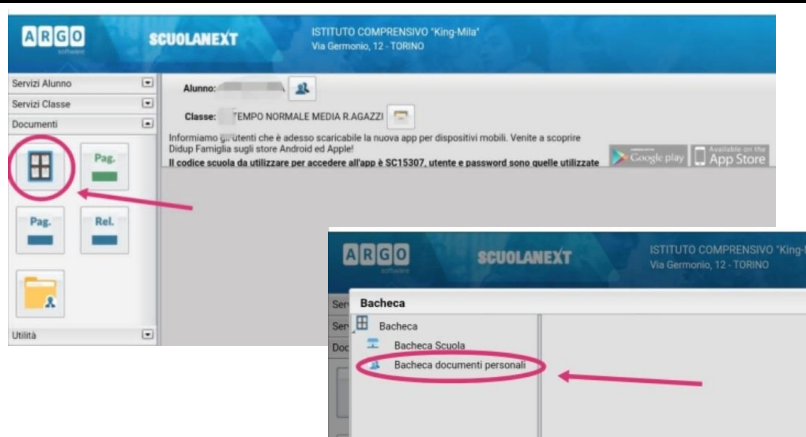 ARGO
software
SCUOLANEXT
ISTITUTO COMPRENSIVO "King-Mila"
Via Germonio, 12 - TORINO
Servizi Alunno
Servizi Classe
Documenti
Alunno:
Classe: TEMPO NORMALE MEDIA R.AGAZZI
Informiamo gli utenti che è adesso scaricabile la nuova app per dispositivi mobili. Venite a scoprire
Didup Famiglia sugli store Android ed Apple!
Il codice scuola da utilizzare per accedere all'app è SC15307, utente e password sono quelle utilizzate
Google play
Available on the
App Store
Pag.
Pag.
Rel.
Utilità
ARGO
software
SCUOLANEXT
ISTITUTO COMPRENSIVO "King-
Via Germonio, 12 - TORINO
Ser
Bacheca
Ser
Bacheca
Doc
Bacheca Scuola
Bacheca documenti personali